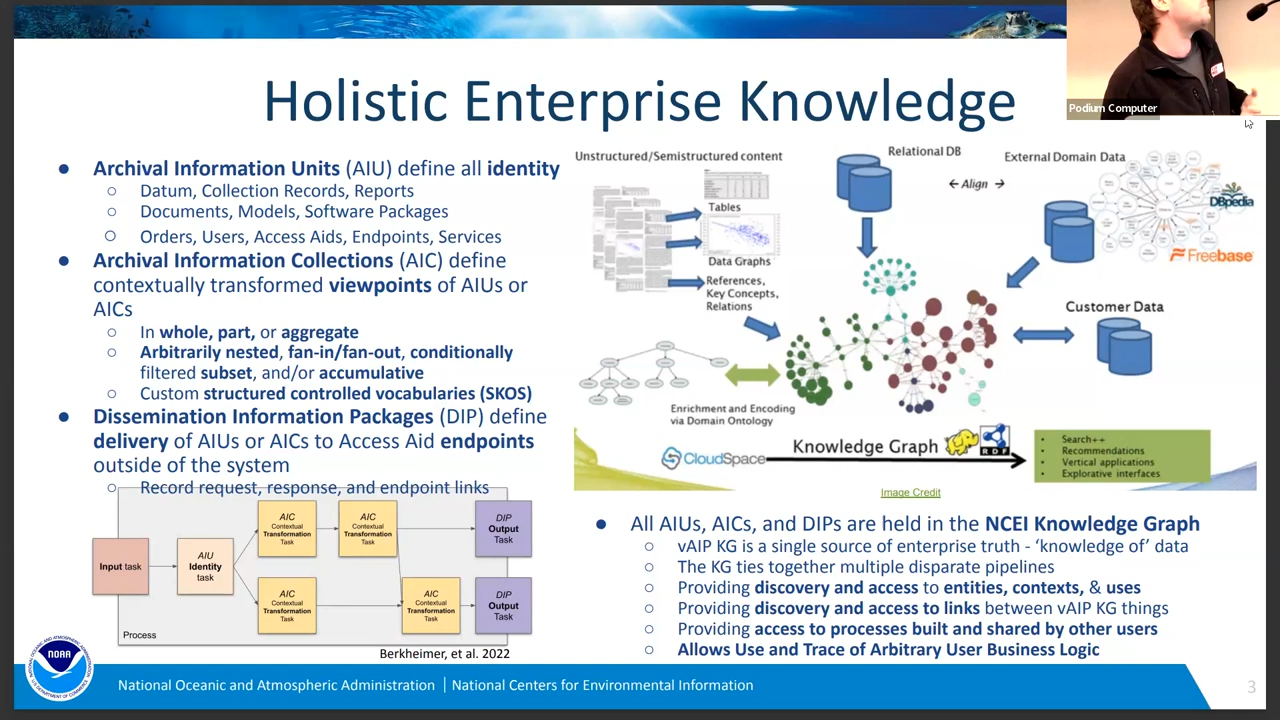 Podium Computer
Holistic Enterprise Knowledge
● Archival Information Units (AIU) define all identity
○ Datum, Collection Records, Reports
○ Documents, Models, Software Packages
○ Orders, Users, Access Aids, Endpoints, Services
● Archival Information Collections (AIC) define
contextually transformed viewpoints of AIUs or
AICs
○ In whole, part, or aggregate
○ Arbitrarily nested, fan-in/fan-out, conditionally
filtered subset, and/or accumulative
○ Custom structured controlled vocabularies (SKOS)
● Dissemination Information Packages (DIP) define
delivery of AIUs or AICs to Access Aid endpoints
outside of the system
○ Record request, response, and endpoint links
Input task
AIU
Identity
task
AIC
Contextual
Transformation
Task
AIC
Contextual
Transformation
Task
DIP
Output
Task
AIC
Contextual
Transformation
Task
AIC
Contextual
Transformation
Task
DIP
Output
Task
Process
Berkheimer, et al. 2022
Unstructured/Semistructured content
Relational DB
External Domain Data
← Align →
Tables
Data Graphs
References,
Key Concepts,
Relations
DBpedia
Freebase
Customer Data
Enrichment and Encoding
via Domain Ontology
CloudSpace
Knowledge Graph
RDF
• Search++
• Recommendations
• Vertical applications
• Explorative interfaces
Image Credit
● All AIUs, AICs, and DIPs are held in the NCEI Knowledge Graph
○ vAIP KG is a single source of enterprise truth - ‘knowledge of’ data
○ The KG ties together multiple disparate pipelines
○ Providing discovery and access to entities, contexts, & uses
○ Providing discovery and access to links between vAIP KG things
○ Providing access to processes built and shared by other users
○ Allows Use and Trace of Arbitrary User Business Logic
NOAA
National Oceanic and Atmospheric Administration | National Centers for Environmental Information
3